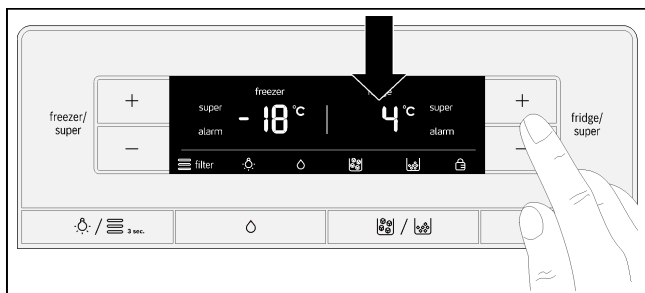 freezer
super
alarm
- 18 °C
4 °C
super
alarm
filter
freezer/
super
+
−
+
−
fridge/
super
/ 3 sec.
/